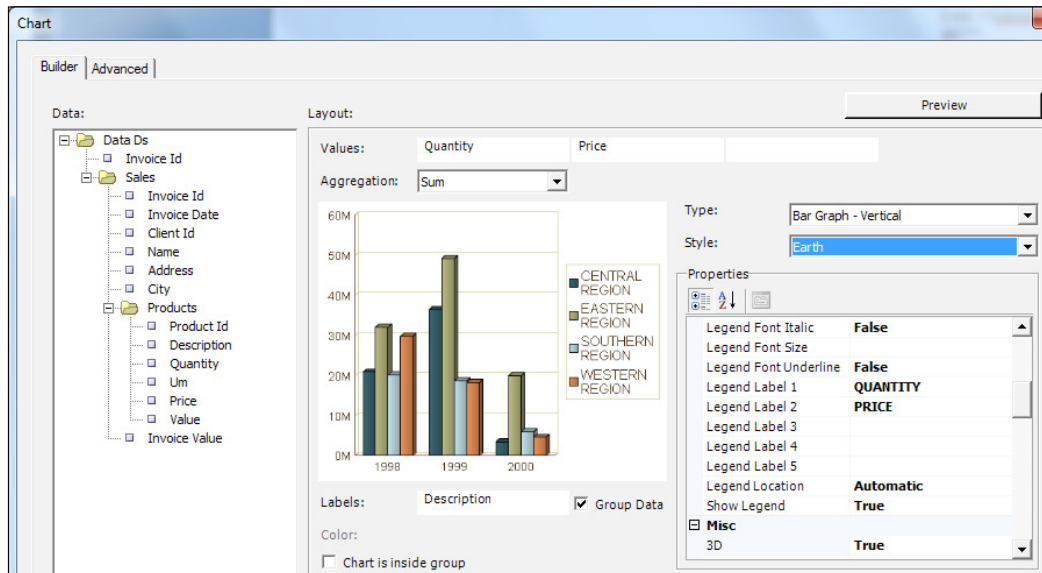 Chart
Builder
Advanced
Data:
Layout:
Preview
Data Ds
Invoice Id
Sales
Invoice Id
Invoice Date
Client Id
Name
Address
City
Products
Product Id
Description
Quantity
Um
Price
Value
Invoice Value
Values:
Quantity
Price
Aggregation:
Sum
60M
50M
40M
30M
20M
10M
0M
1998
1999
2000
CENTRAL
REGION
EASTERN
REGION
SOUTHERN
REGION
WESTERN
REGION
Labels:
Description
Group Data
Color:
Chart is inside group
Type:
Bar Graph - Vertical
Style:
Earth
Properties
A
Z
Legend Font Italic False
Legend Font Size
Legend Font Underline False
Legend Label 1 QUANTITY
Legend Label 2 PRICE
Legend Label 3
Legend Label 4
Legend Label 5
Legend Location Automatic
Show Legend True
Misc
3D True